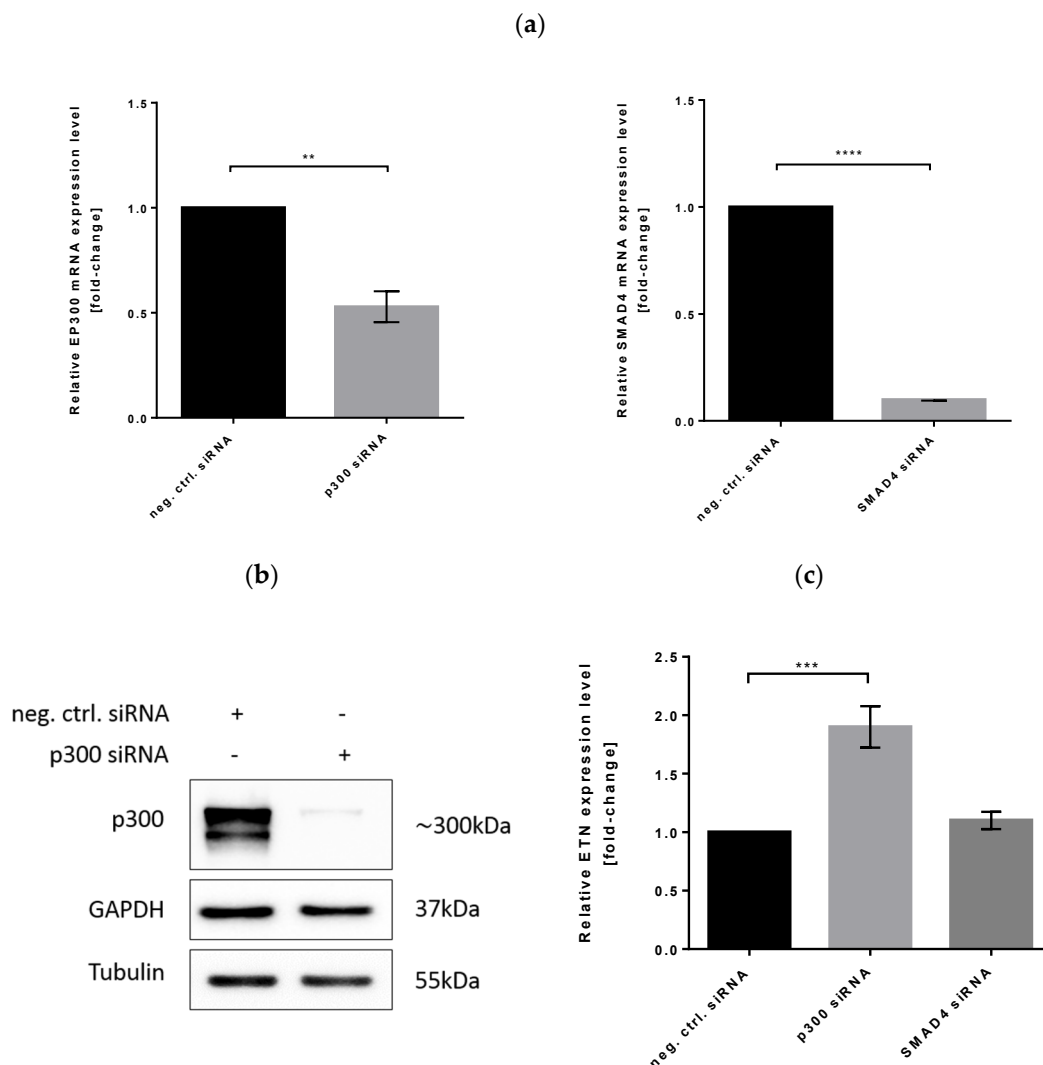 (a)
Relative EP300 mRNA expression level
[fold-change]
1.5
1.0
0.5
0.0
**
neg. ctrl. siRNA
p300 siRNA
Relative SMAD4 mRNA expression level
[fold-change]
1.5
1.0
0.5
0.0
****
neg. ctrl. siRNA
SMAD4 siRNA
(b)
neg. ctrl. siRNA + -
p300 siRNA - +
p300 ~300kDa
GAPDH 37kDa
Tubulin 55kDa
(c)
Relative ETN expression level
[fold-change]
2.5
2.0
1.5
1.0
0.5
0.0
***
neg. ctrl. siRNA
p300 siRNA
SMAD4 siRNA